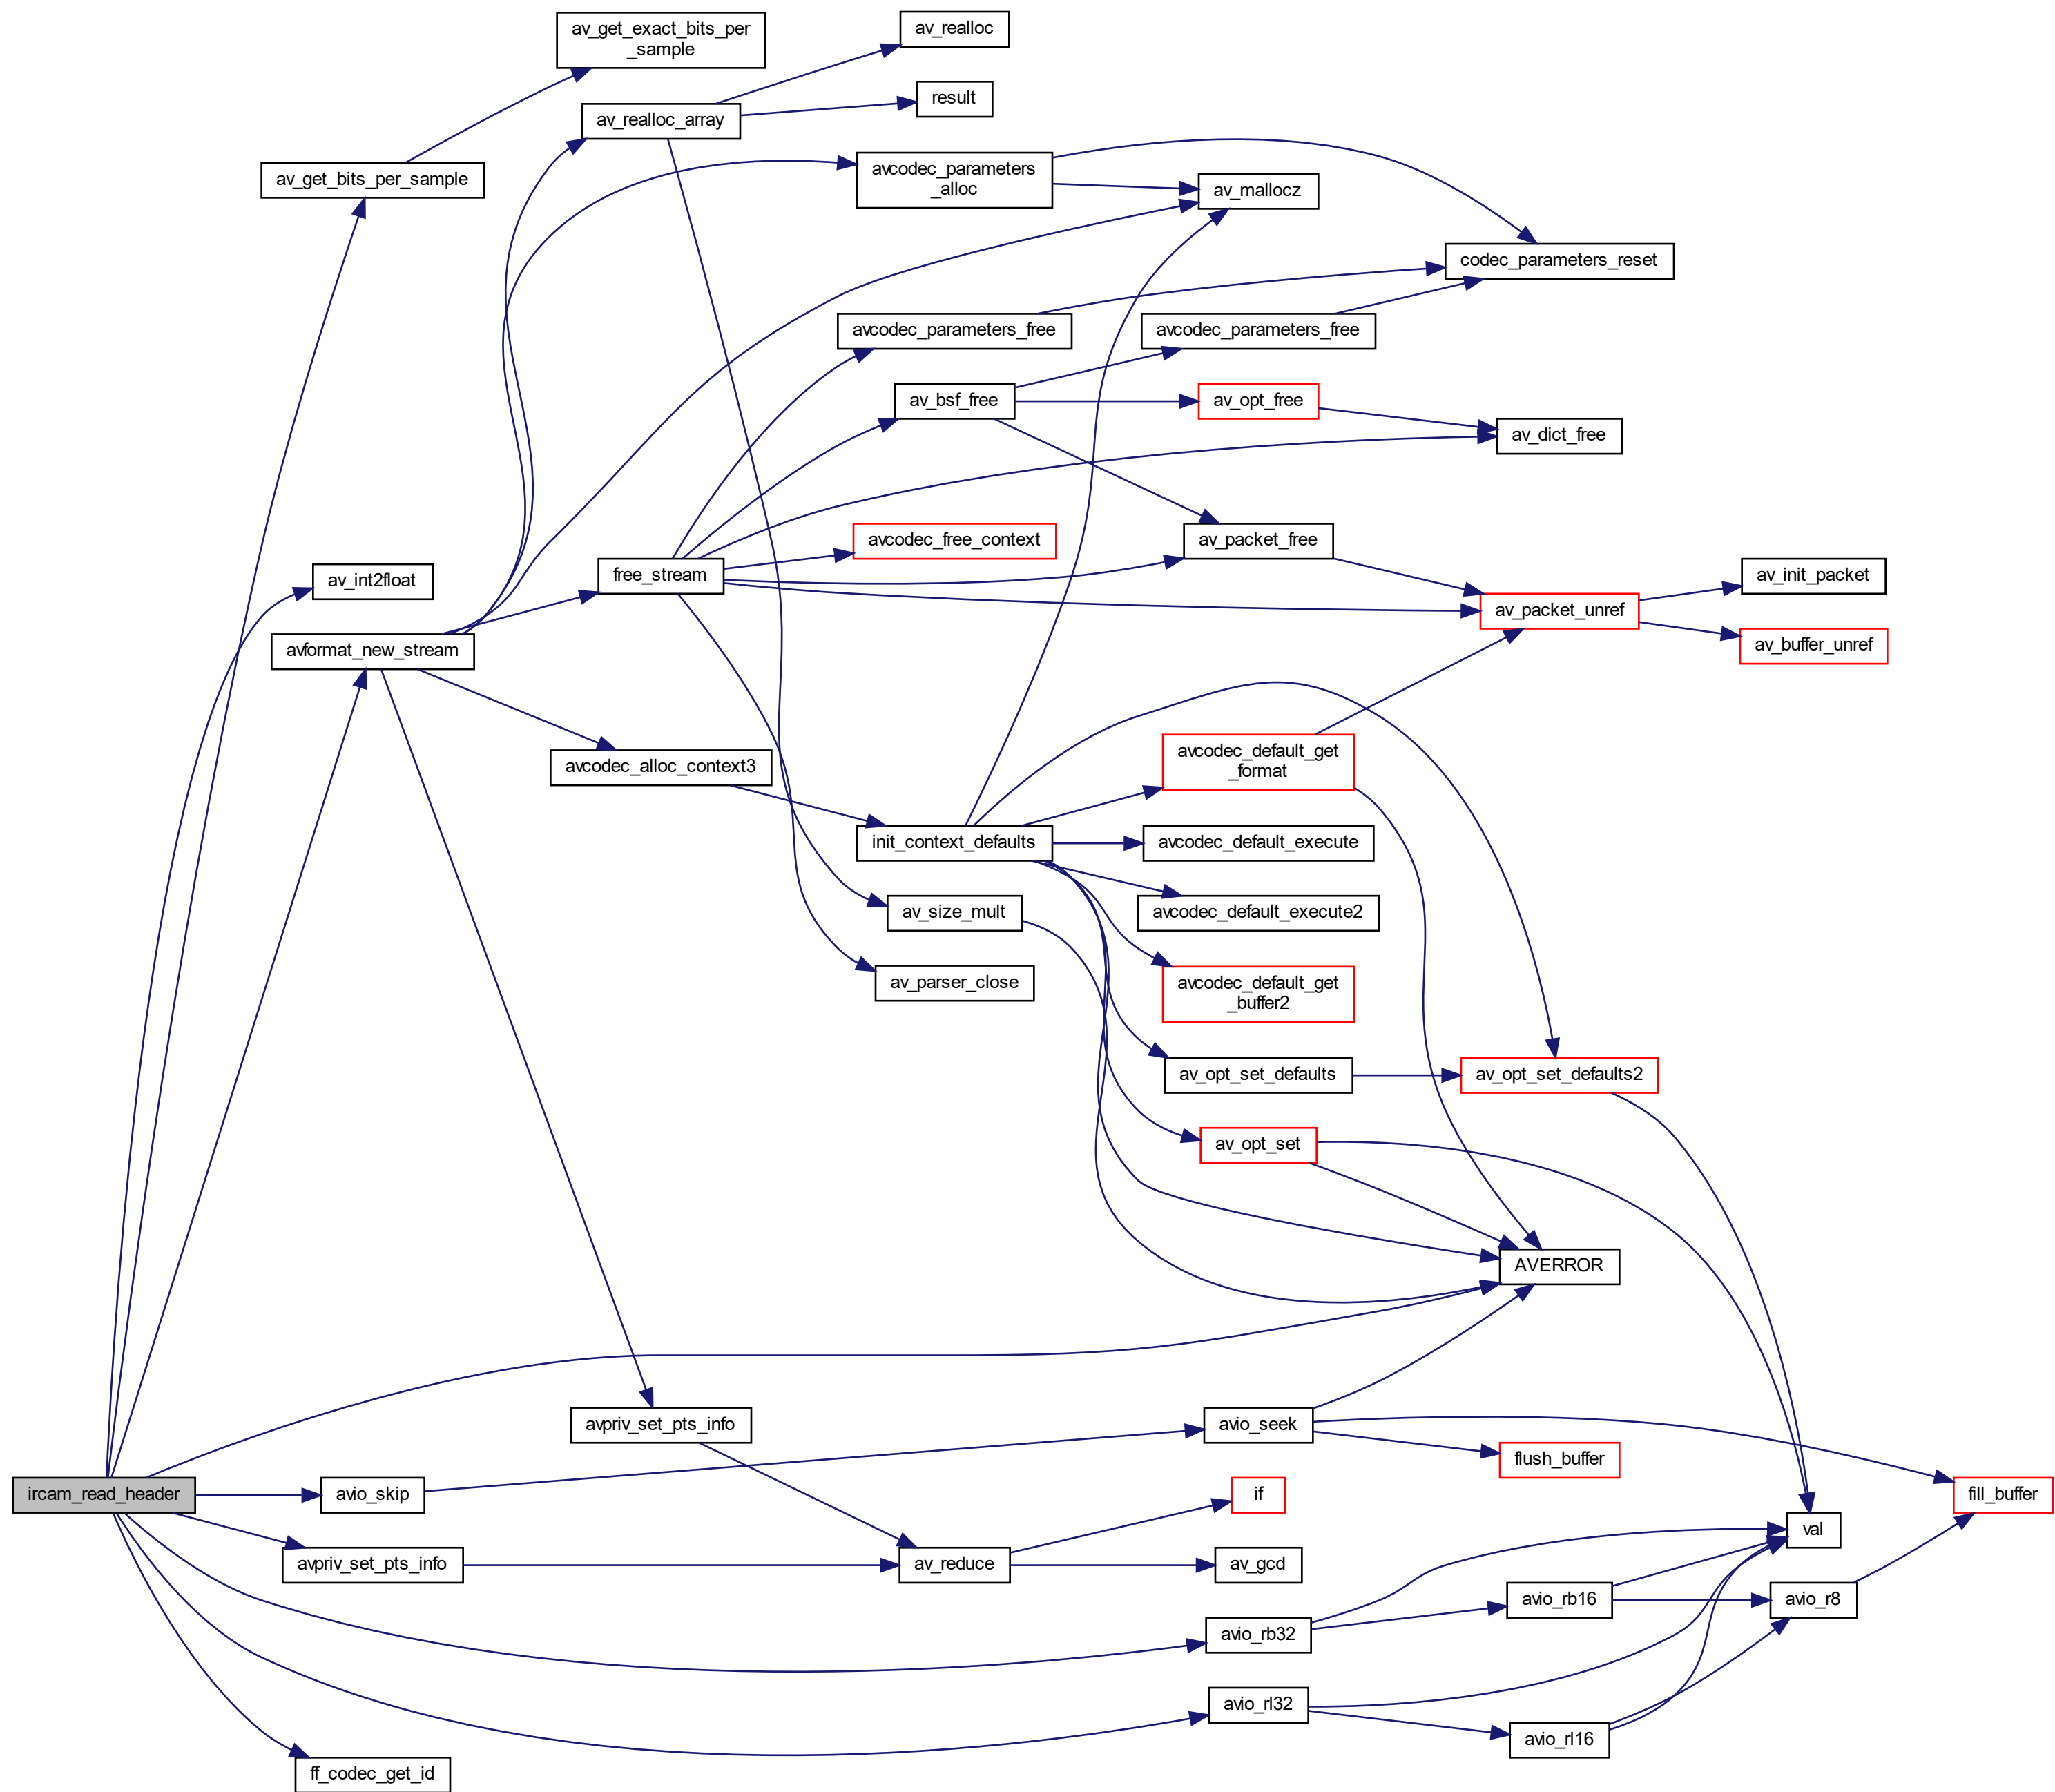 av_get_exact_bits_per
_sample
av_realloc
result
av_realloc_array
av_get_bits_per_sample
avcodec_parameters
_alloc
av_mallocz
codec_parameters_reset
avcodec_parameters_free
avcodec_parameters_free
av_bsf_free
av_opt_free
av_dict_free
avcodec_free_context
av_packet_free
av_int2float
free_stream
av_init_packet
av_packet_unref
avformat_new_stream
av_buffer_unref
avcodec_alloc_context3
avcodec_default_get
_format
init_context_defaults
avcodec_default_execute
av_size_mult
avcodec_default_execute2
av_parser_close
avcodec_default_get
_buffer2
av_opt_set_defaults
av_opt_set_defaults2
av_opt_set
AVERROR
avpriv_set_pts_info
avio_seek
flush_buffer
ircam_read_header
avio_skip
if
fill_buffer
val
avpriv_set_pts_info
av_reduce
av_gcd
avio_rb16
avio_r8
avio_rb32
avio_rl32
avio_rl16
ff_codec_get_id